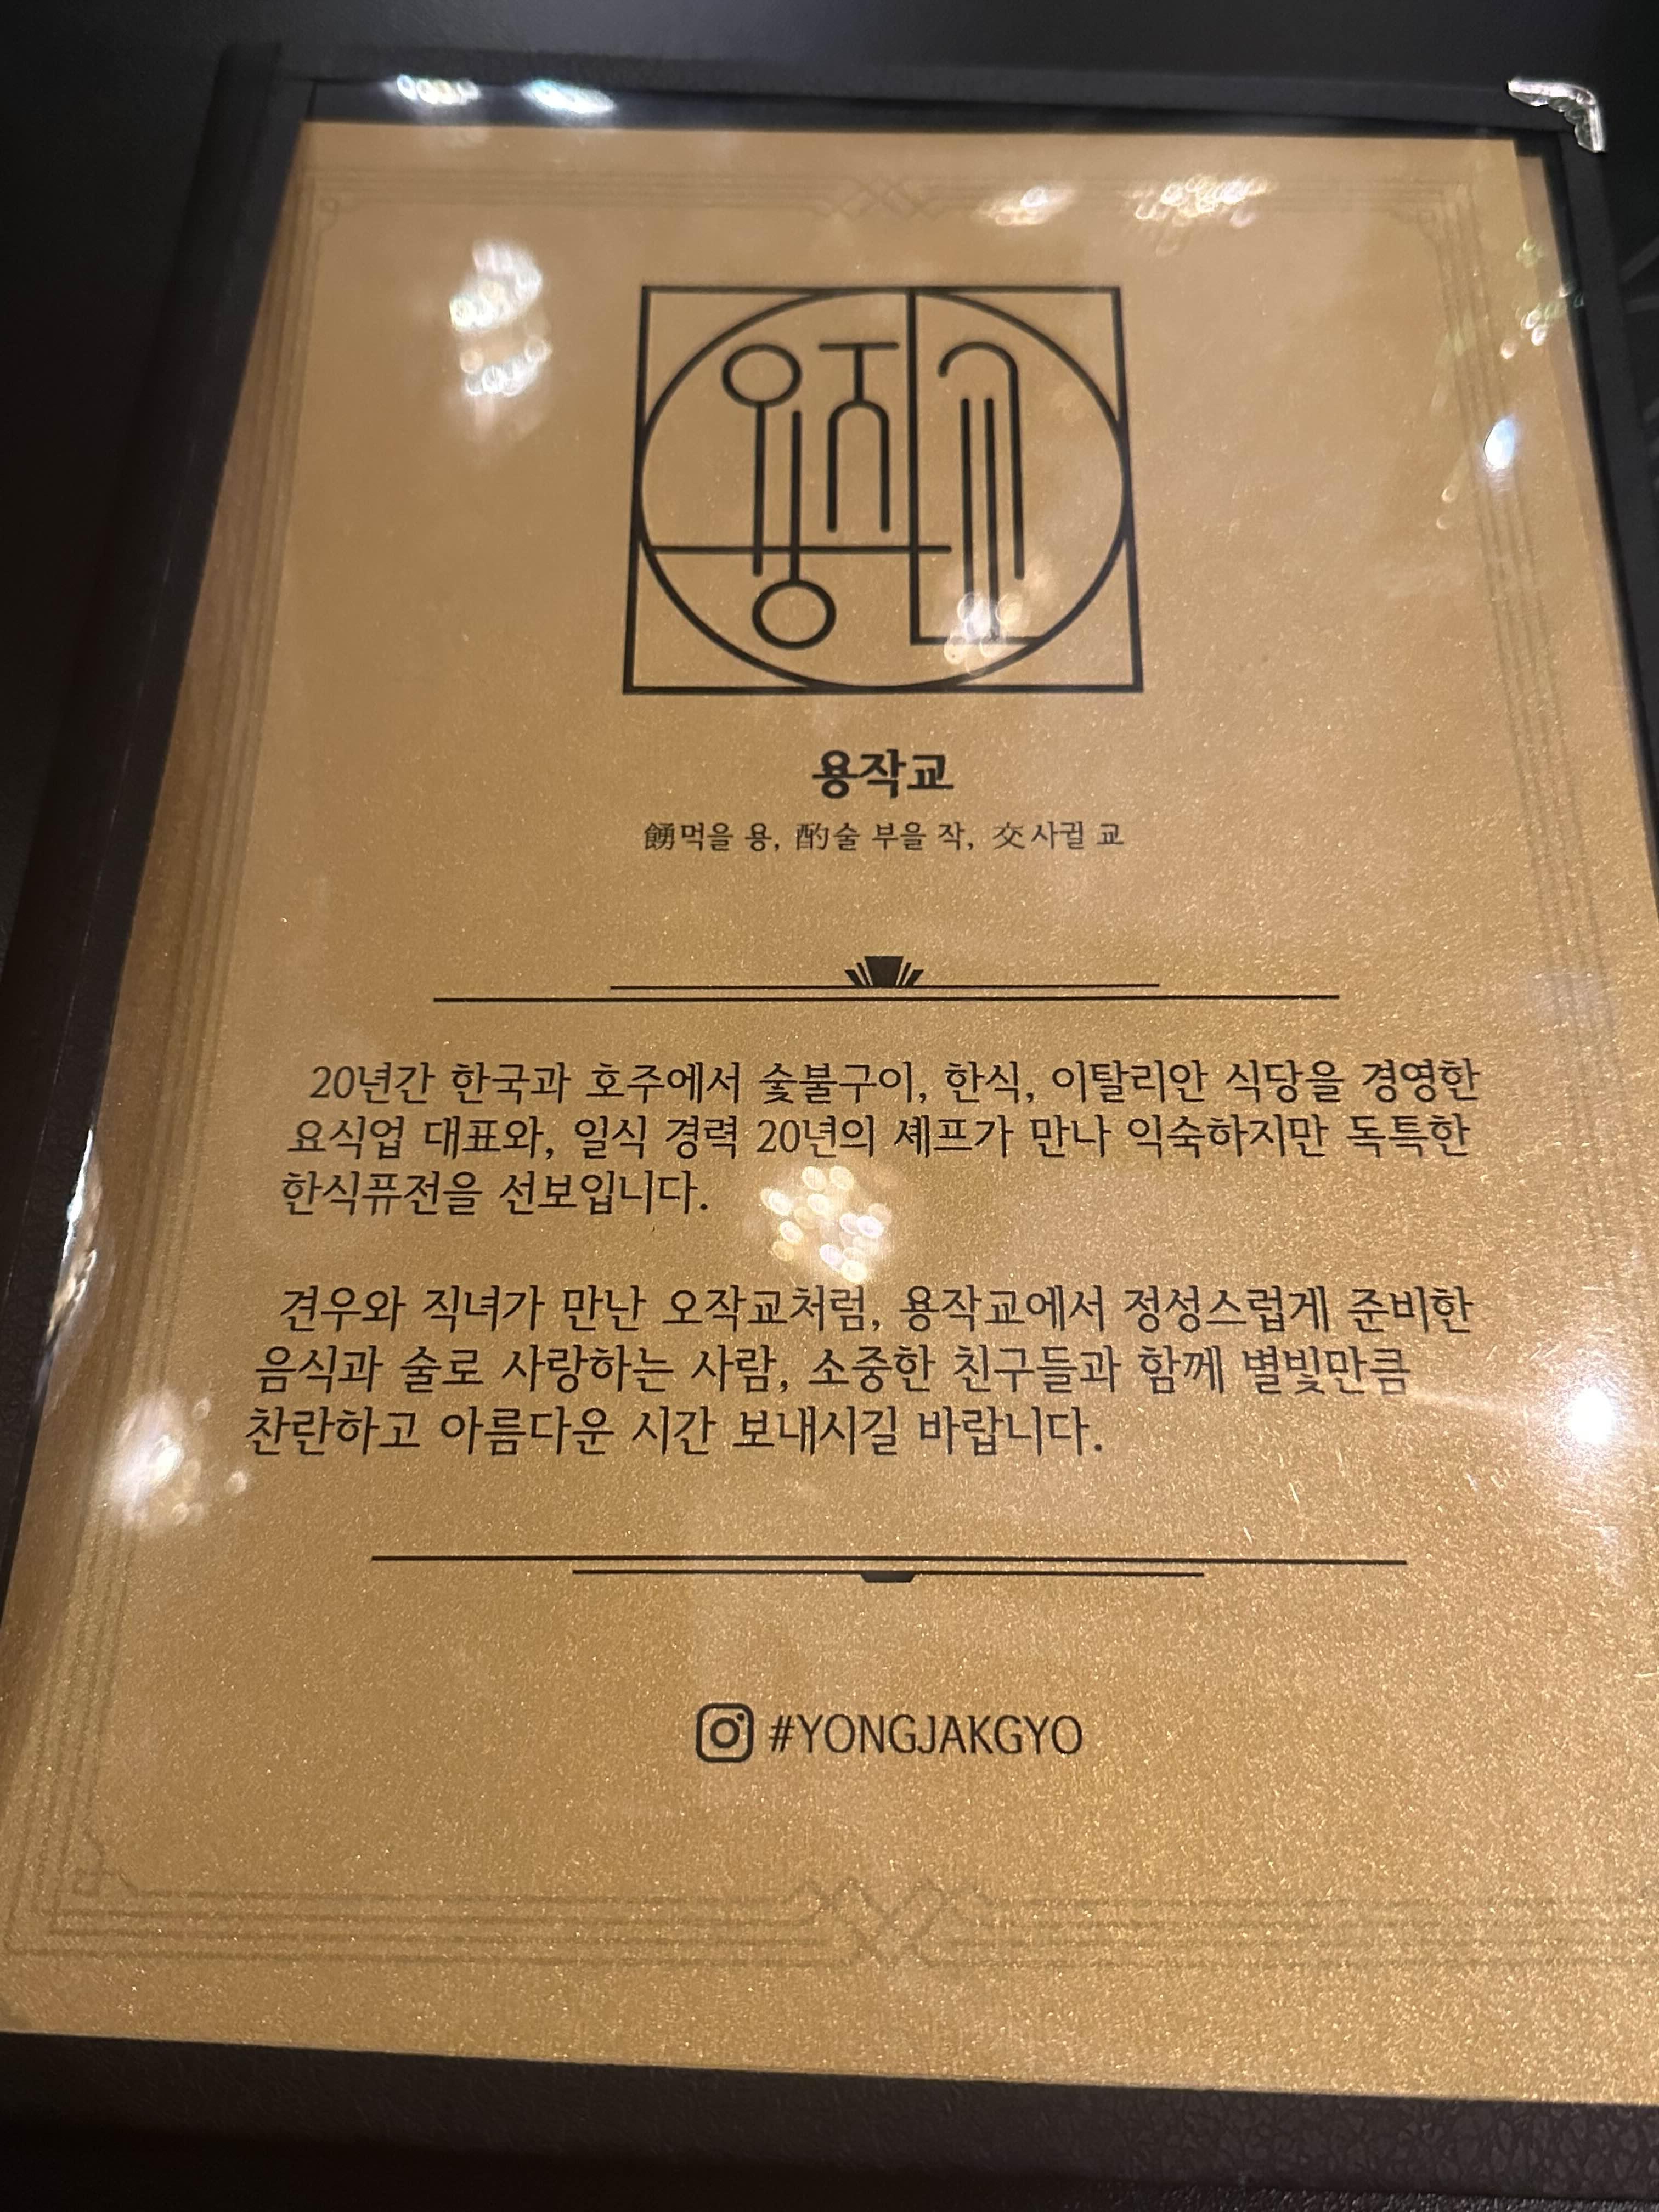 용작교
饊먹을 용, 酌술 부을 작, 交사귈 교
20년간 한국과 호주에서 숯불구이, 한식, 이탈리안 식당을 경영한
요식업 대표와, 일식 경력 20년의 셰프가 만나 익숙하지만 독특한
한식퓨전을 선보입니다.
견우와 직녀가 만난 오작교처럼, 용작교에서 정성스럽게 준비한
음식과 술로 사랑하는 사람, 소중한 친구들과 함께 별빛만큼
찬란하고 아름다운 시간 보내시길 바랍니다.
#YONGJAKGYO